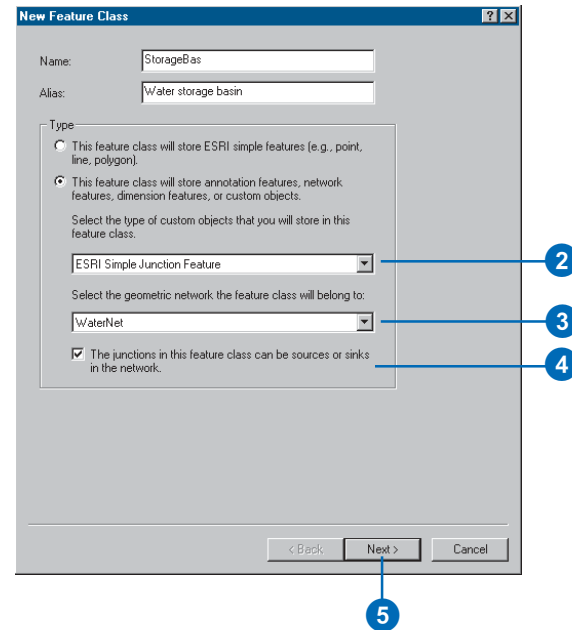 New Feature Class
? X
Name: StorageBas
Alias: Water storage basin
Type
This feature class will store ESRI simple features (e.g., point,
line, polygon).
This feature class will store annotation features, network
features, dimension features, or custom objects.
Select the type of custom objects that you will store in this
feature class.
ESRI Simple Junction Feature
2
Select the geometric network the feature class will belong to:
WaterNet
3
The junctions in this feature class can be sources or sinks
in the network.
4
< Back Next > Cancel
5